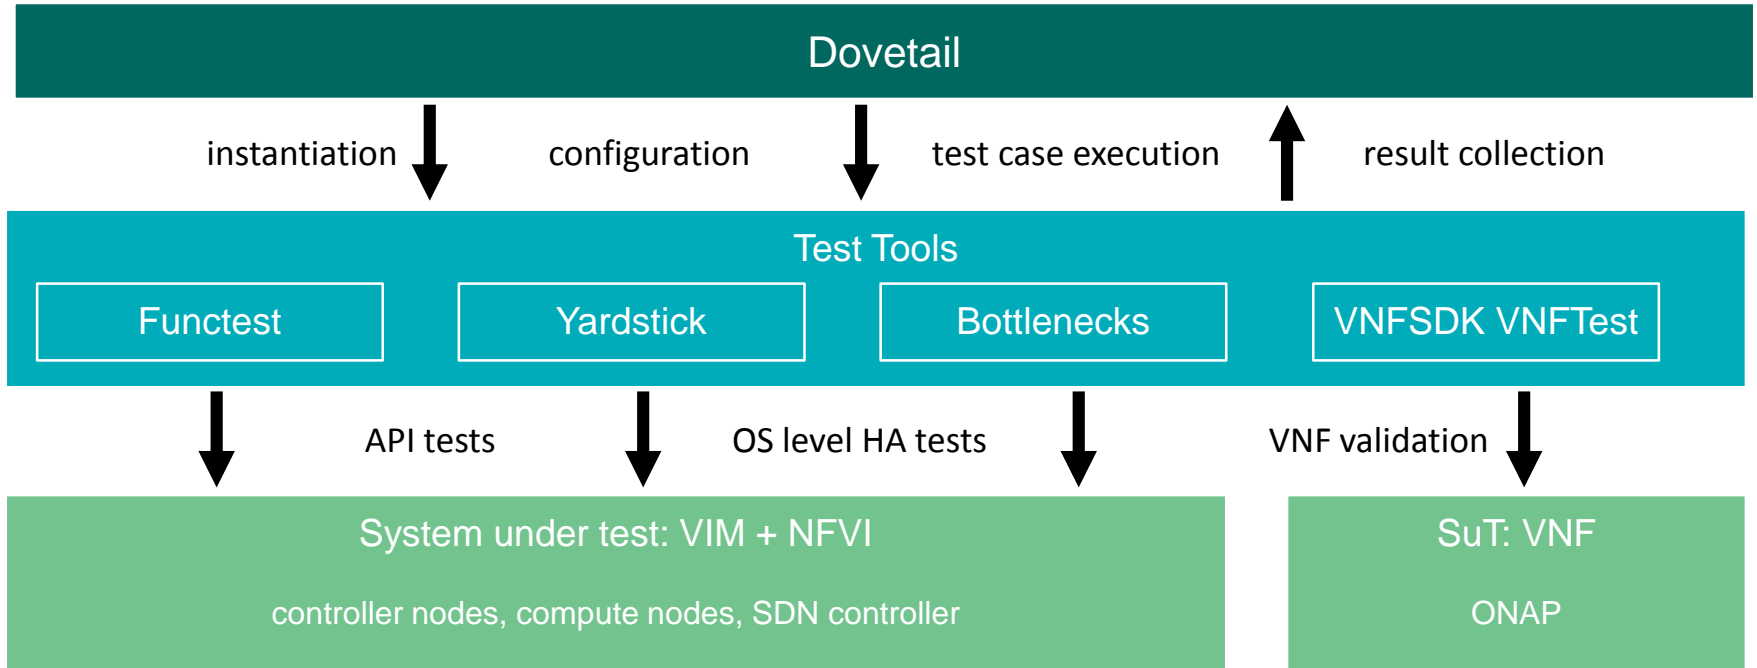 Dovetail
instantiation
configuration
test case execution
result collection
Test Tools
Functest
Yardstick
Bottlenecks
VNFSDK VNFTest
API tests
OS level HA tests
VNF validation
System under test: VIM + NFVI
controller nodes, compute nodes, SDN controller
SuT: VNF
ONAP